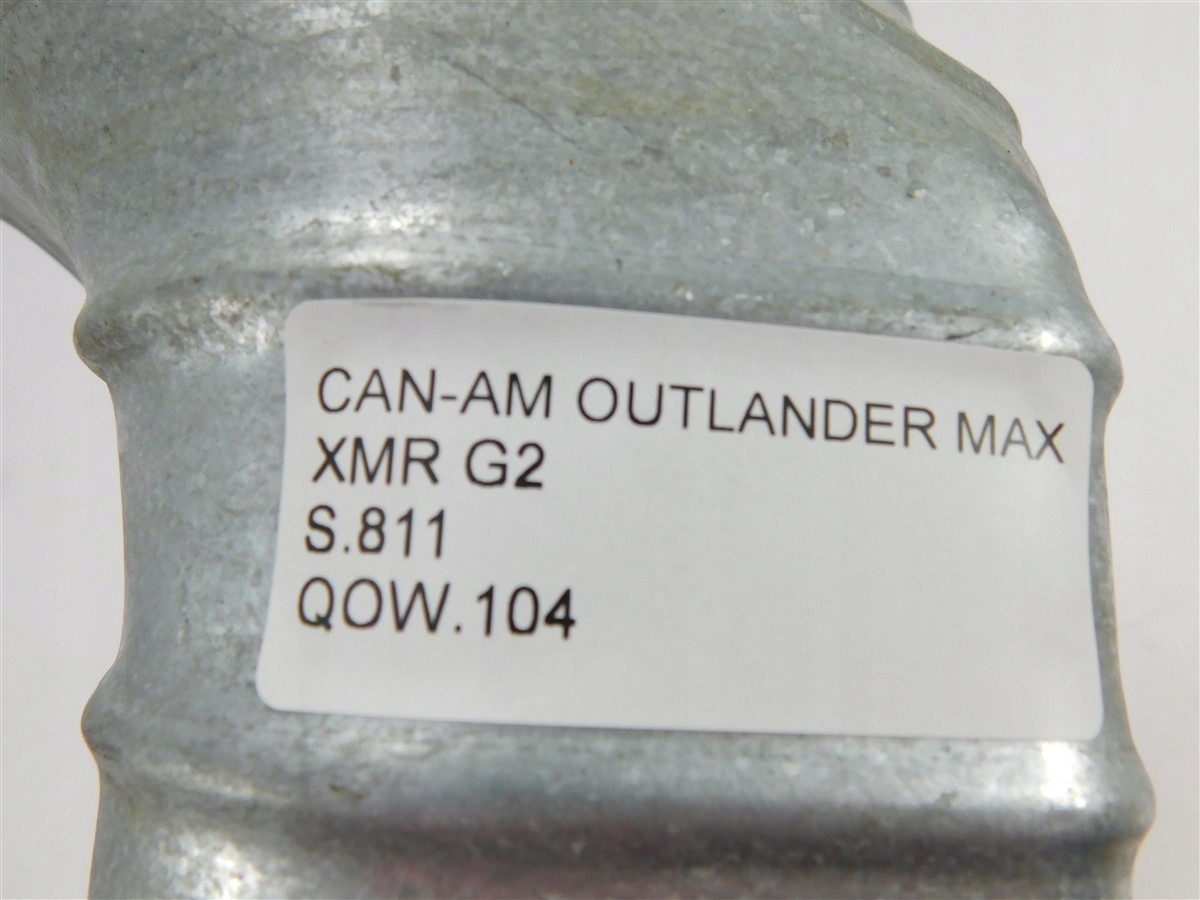 CAN-AM OUTLANDER MAX
XMR G2
S.811
QOW.104